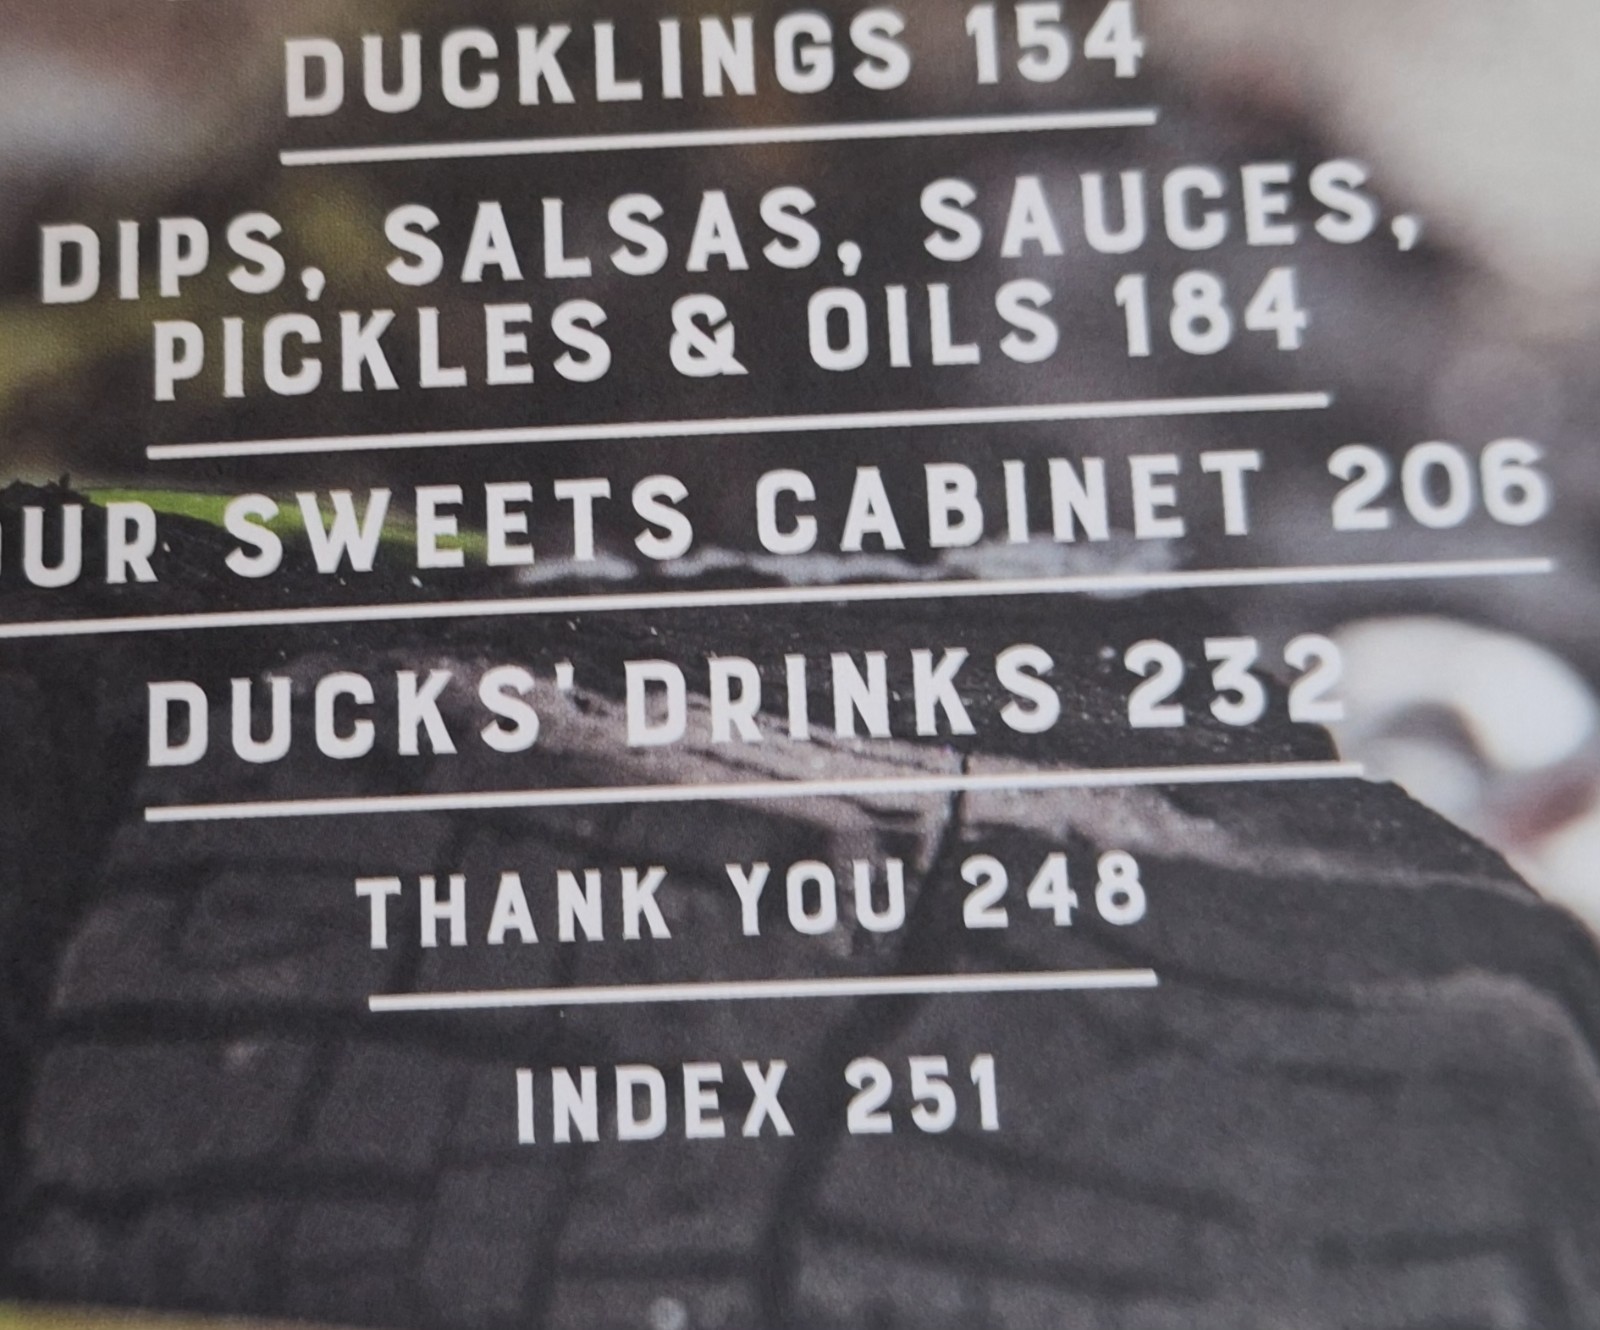 DUCKLINGS 154
DIPS, SALSAS, SAUCES,
PICKLES & OILS 184
OUR SWEETS CABINET 206
DUCKS' DRINKS 232
THANK YOU 248
INDEX 251